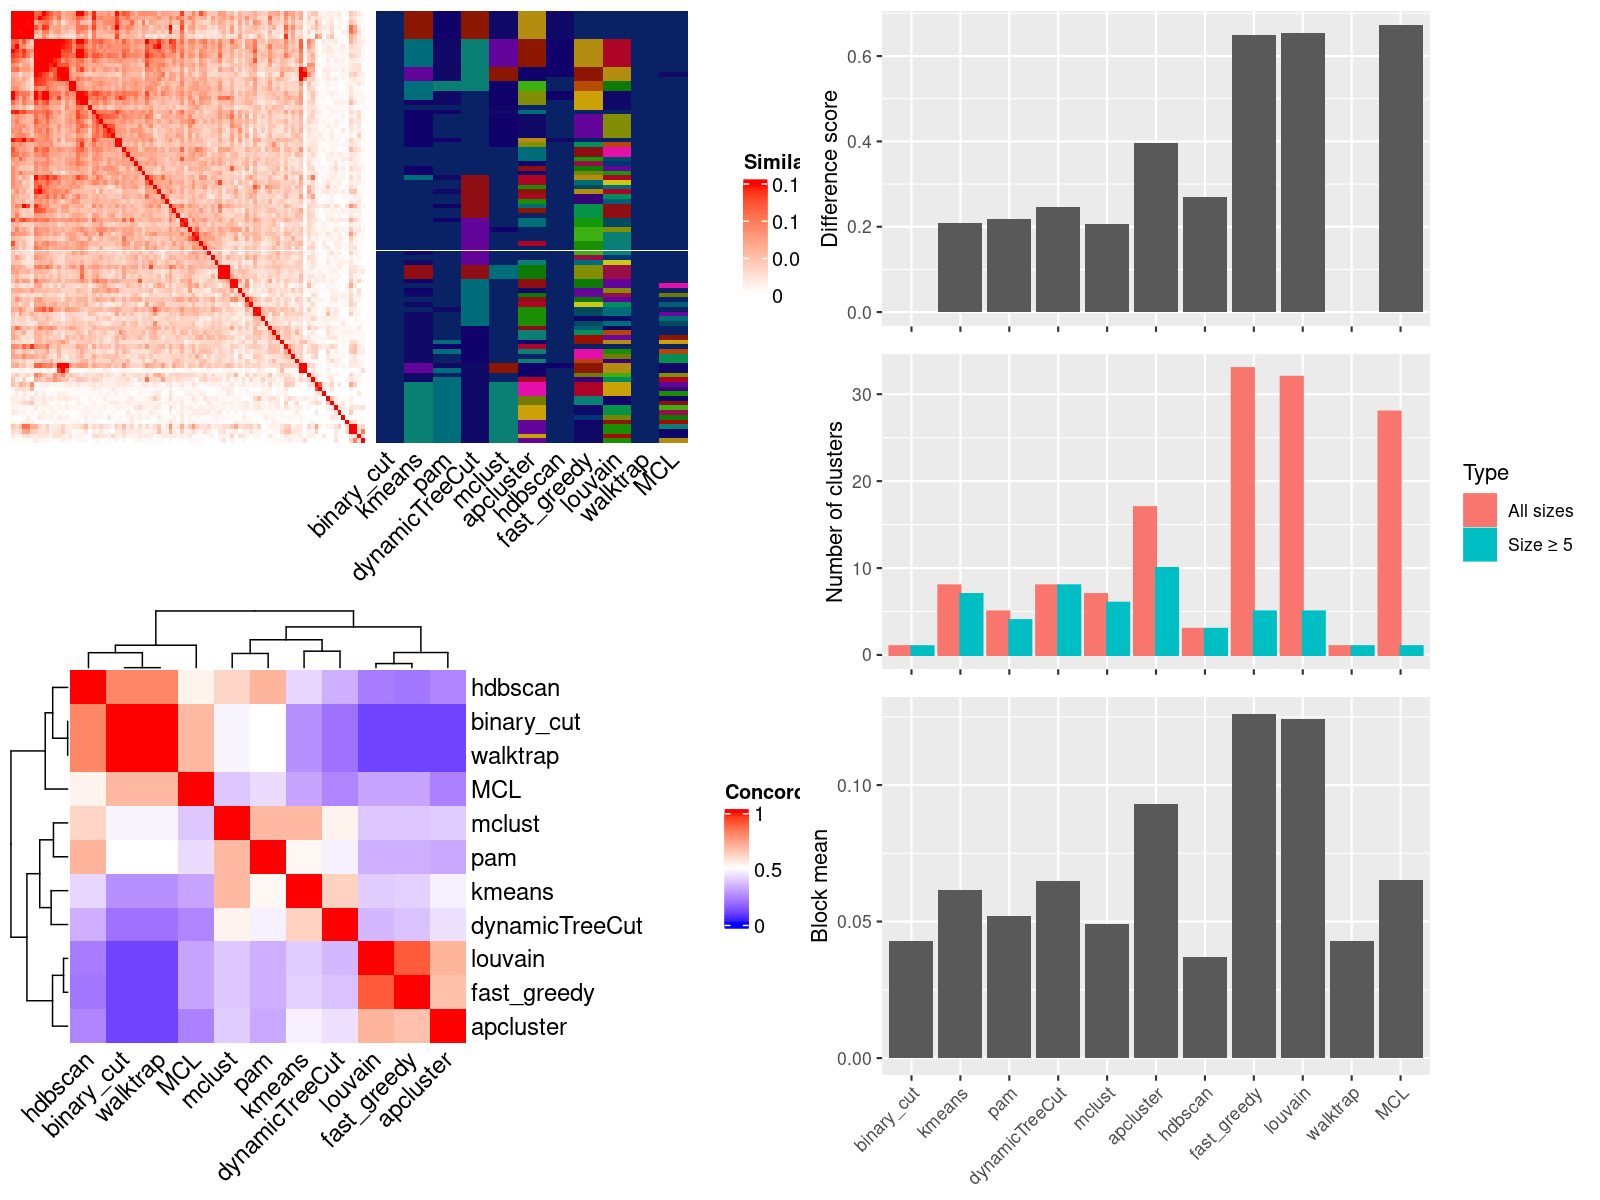 Simila
0.1
0.1
0.0
0
binary_cut
kmeans
pam
dynamicTreeCut
mclust
apcluster
hdbscan
fast_greedy
louvain
walktrap
MCL
hdbscan
binary_cut
walktrap
MCL
mclust
pam
kmeans
dynamicTreeCut
louvain
fast_greedy
apcluster
hdbscan
binary_cut
walktrap
MCL
mclust
pam
kmeans
dynamicTreeCut
louvain
fast_greedy
apcluster
Concord
1
0.5
0
Difference score
0.6
0.4
0.2
0.0
Number of clusters
30
20
10
0
Type
All sizes
Size ≥ 5
Block mean
0.10
0.05
0.00
binary_cut
kmeans
pam
dynamicTreeCut
mclust
apcluster
hdbscan
fast_greedy
louvain
walktrap
MCL